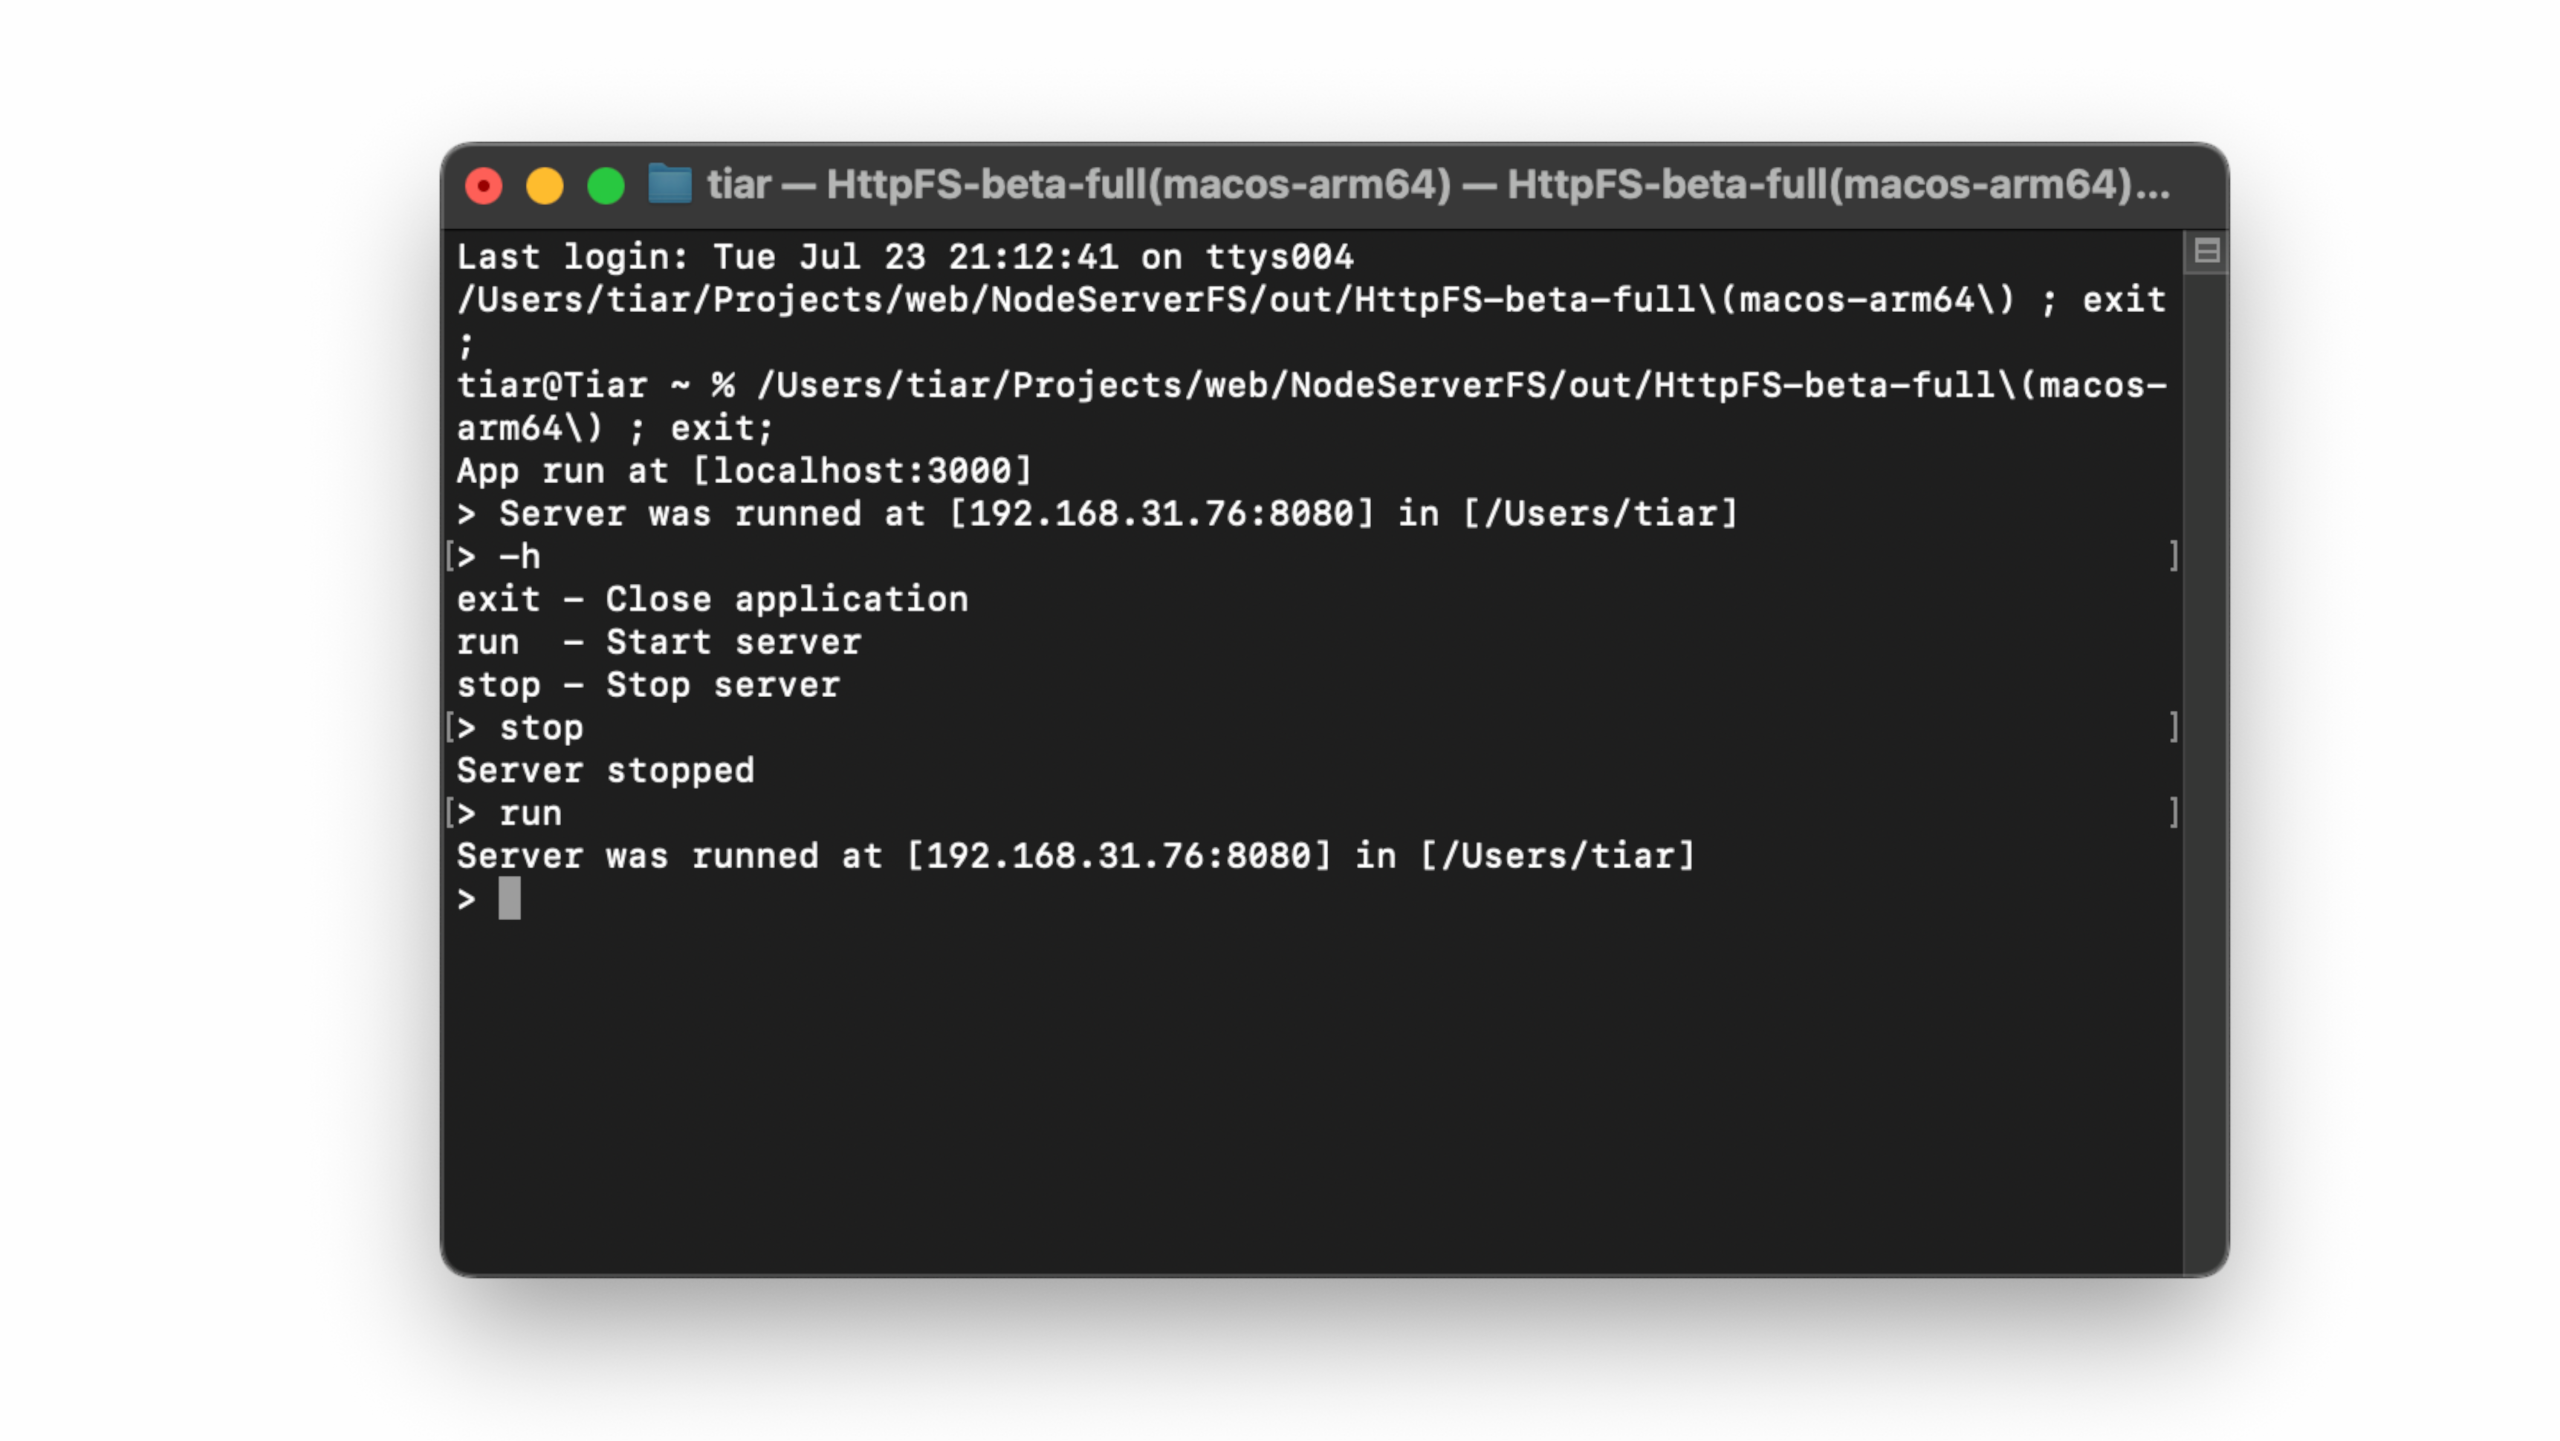 tiar — HttpFS-beta-full(macos-arm64) — HttpFS-beta-full(macos-arm64)...
Last login: Tue Jul 23 21:12:41 on ttys004
/Users/tiar/Projects/web/NodeServerFS/out/HttpFS-beta-full\(macos-arm64\) ; exit
;
tiar@Tiar ~ % /Users/tiar/Projects/web/NodeServerFS/out/HttpFS-beta-full\(macos-
arm64\) ; exit;
App run at [localhost:3000]
> Server was runned at [192.168.31.76:8080] in [/Users/tiar]
[> -h ]
exit - Close application
run  - Start server
stop - Stop server
[> stop ]
Server stopped
[> run ]
Server was runned at [192.168.31.76:8080] in [/Users/tiar]
>